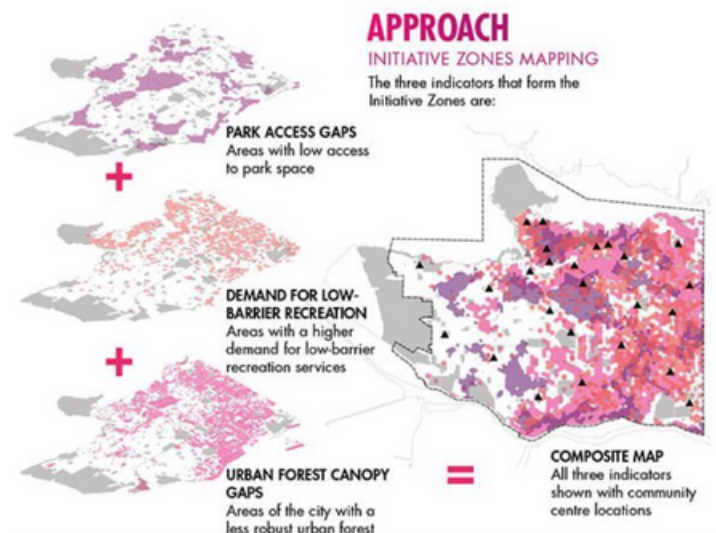 APPROACH
INITIATIVE ZONES MAPPING
The three indicators that form the
Initiative Zones are:
PARK ACCESS GAPS
Areas with low access
to park space
+
DEMAND FOR LOW-
BARRIER RECREATION
Areas with a higher
demand for low-barrier
recreation services
+
URBAN FOREST CANOPY
GAPS
Areas of the city with a
less robust urban forest
=
COMPOSITE MAP
All three indicators
shown with community
centre locations